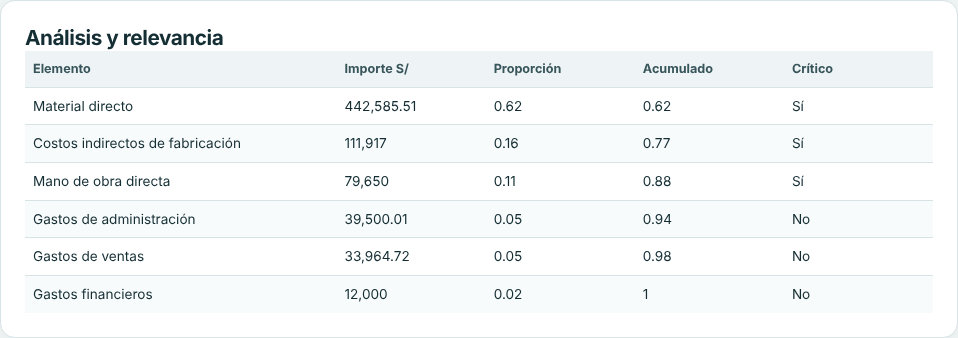 Análisis y relevancia
Elemento Importe S/ Proporción Acumulado Crítico
Material directo 442,585.51 0.62 0.62 Sí
Costos indirectos de fabricación 111,917 0.16 0.77 Sí
Mano de obra directa 79,650 0.11 0.88 Sí
Gastos de administración 39,500.01 0.05 0.94 No
Gastos de ventas 33,964.72 0.05 0.98 No
Gastos financieros 12,000 0.02 1 No